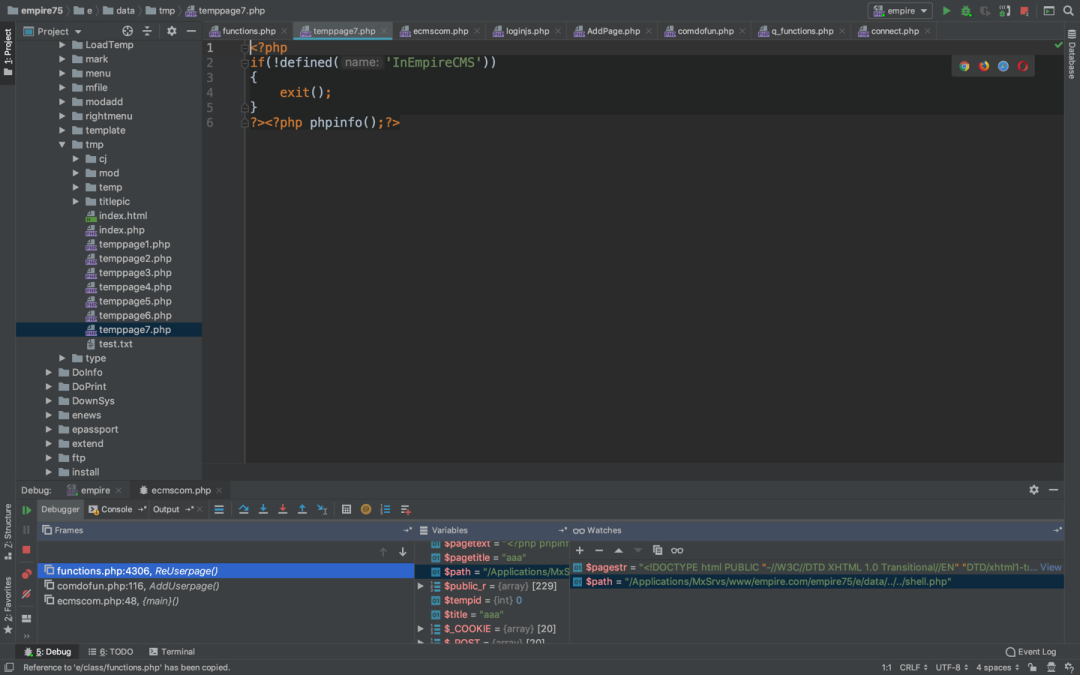 empire75 e data tmp temppage7.php
empire
1: Project
Project
functions.php temppage7.php ecmscom.php loginjs.php AddPage.php comdofun.php q_functions.php connect.php
Database
LoadTemp
mark
menu
mfile
modadd
rightmenu
template
tmp
cj
mod
temp
titlepic
index.html
index.php
temppage1.php
temppage2.php
temppage3.php
temppage4.php
temppage5.php
temppage6.php
temppage7.php
test.txt
type
DoInfo
DoPrint
DownSys
enews
epassport
extend
ftp
install
1 <?php
2 if(!defined( name: 'InEmpireCMS'))
3 {
4 exit();
5 }
6 ?><?php phpinfo();?>
Debug: empire ecmscom.php
Debugger Console Output
Frames
functions.php:4306, ReUserpage()
comdofun.php:116, AddUserpage()
ecmscom.php:48, {main}()
Variables
$pagetext = "<?php phpinf
$pagetitle = "aaa"
$path = "/Applications/MxSr
$public_r = {array} [229]
$tempid = {int} 0
$title = "aaa"
$_COOKIE = {array} [20]
$_POST = {array} [20]
Watches
$pagestr = "<!DOCTYPE html PUBLIC "-//W3C//DTD XHTML 1.0 Transitional//EN" "DTD/xhtml1-t... View
$path = "/Applications/MxSrvs/www/empire.com/empire75/e/data/../../shell.php"
Z: Structure
2: Favorites
5: Debug 6: TODO Terminal
Event Log
Reference to 'e/class/functions.php' has been copied.
1:1 CRLF UTF-8 4 spaces